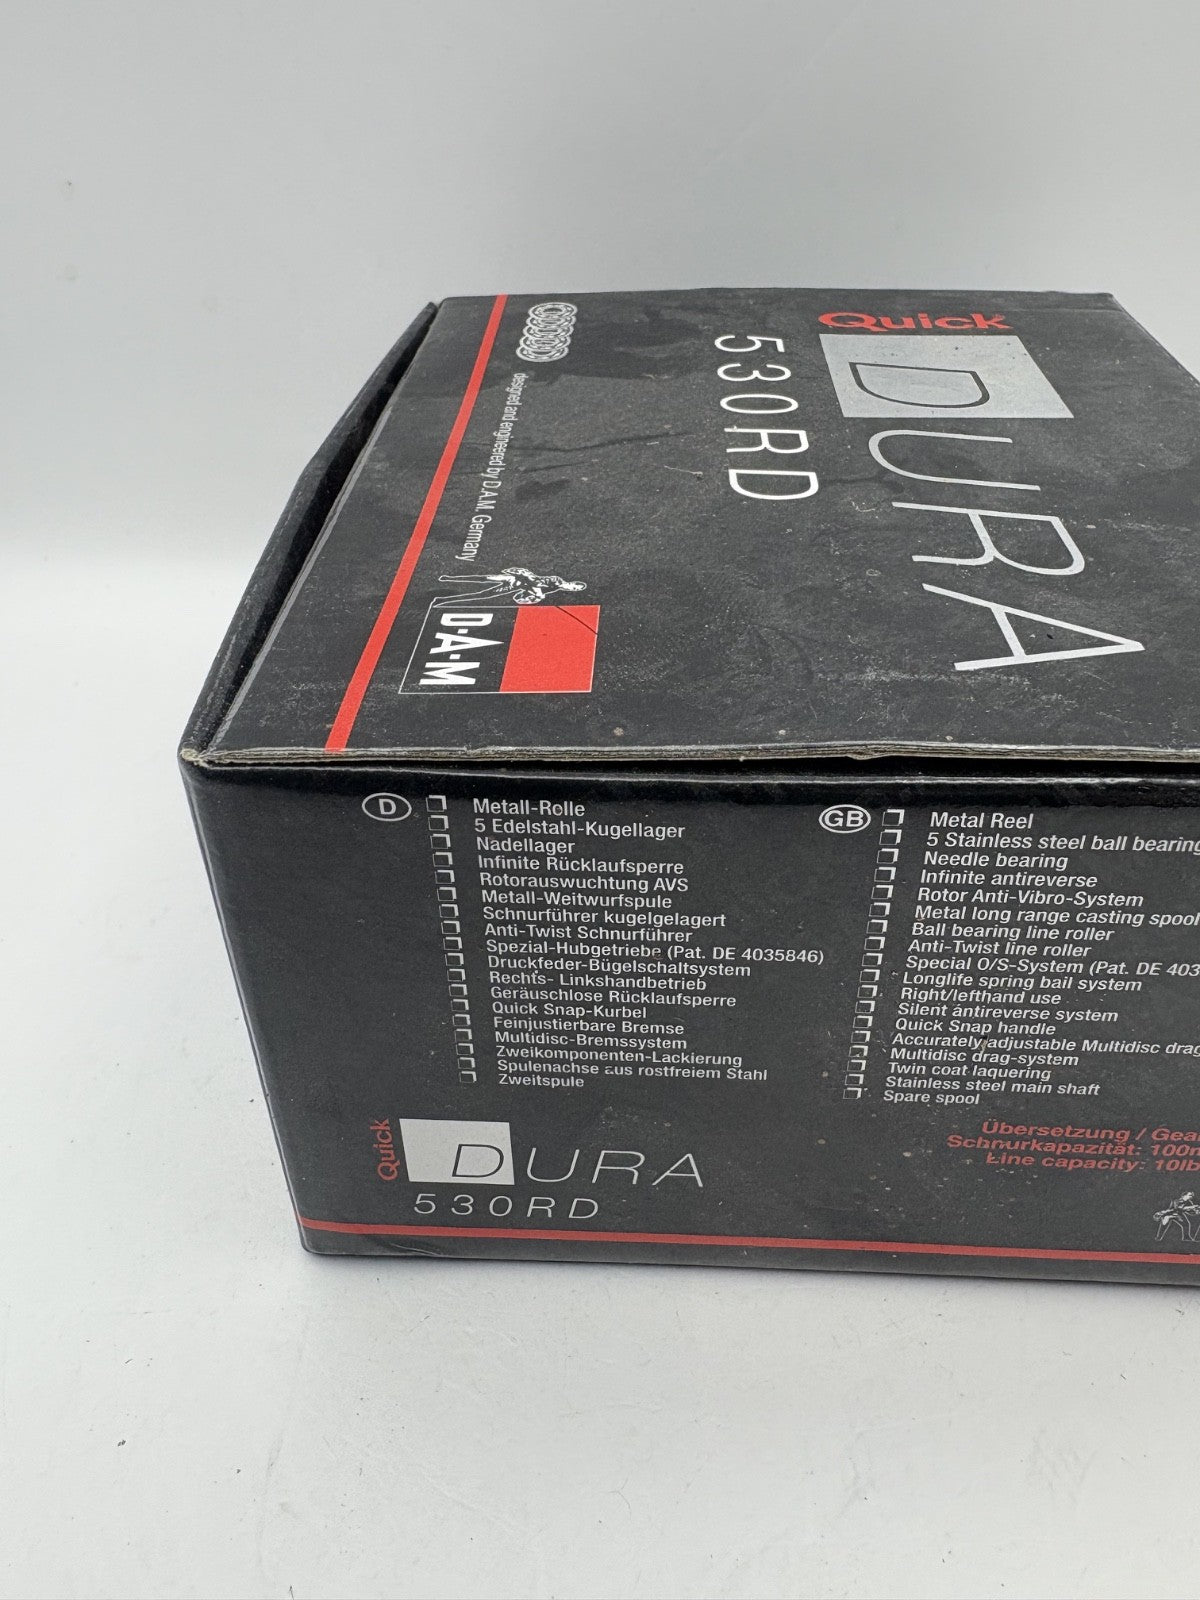 Quick
DURA
530RD
designed and engineered by D.A.M. Germany
D·A·M
D
Metall-Rolle
5 Edelstahl-Kugellager
Nadellager
Infinite Rücklaufsperre
Rotorauswuchtung AVS
Metall-Weitwurfspule
Schnurführer kugelgelagert
Anti-Twist Schnurführer
Spezial-Hubgetriebe (Pat. DE 4035846)
Druckfeder-Bügelschaltsystem
Rechts- Linkshandbetrieb
Geräuschlose Rücklaufsperre
Quick Snap-Kurbel
Feinjustierbare Bremse
Multidisc-Bremssystem
Zweikomponenten-Lackierung
Spulenachse aus rostfreiem Stahl
Zweitspule
GB
Metal Reel
5 Stainless steel ball bearing
Needle bearing
Infinite antireverse
Rotor Anti-Vibro-System
Metal long range casting spool
Ball bearing line roller
Anti-Twist line roller
Special O/S-System (Pat. DE 403
Longlife spring bail system
Right/lefthand use
Silent antireverse system
Quick Snap handle
Accurately adjustable Multidisc drag
Multidisc drag-system
Twin coat laquering
Stainless steel main shaft
Spare spool
Quick
DURA
530RD
Übersetzung / Gea
Schnurkapazität: 100
Line capacity: 10lb